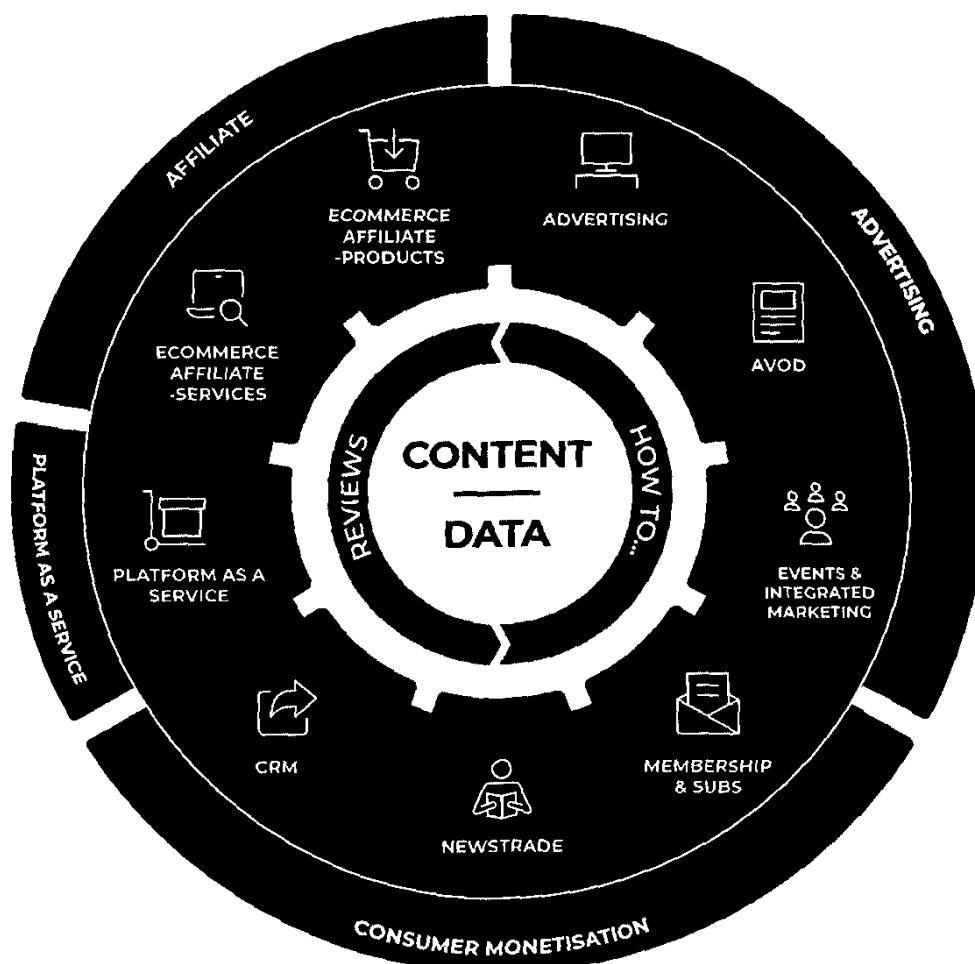 AFFILIATE
ADVERTISING
ECOMMERCE
AFFILIATE
-PRODUCTS
ADVERTISING
ECOMMERCE
AFFILIATE
-SERVICES
AVOD
REVIEWS
CONTENT
DATA
HOW TO...
PLATFORM AS A SERVICE
PLATFORM AS A
SERVICE
EVENTS &
INTEGRATED
MARKETING
CRM
MEMBERSHIP
& SUBS
NEWSTRADE
CONSUMER MONETISATION